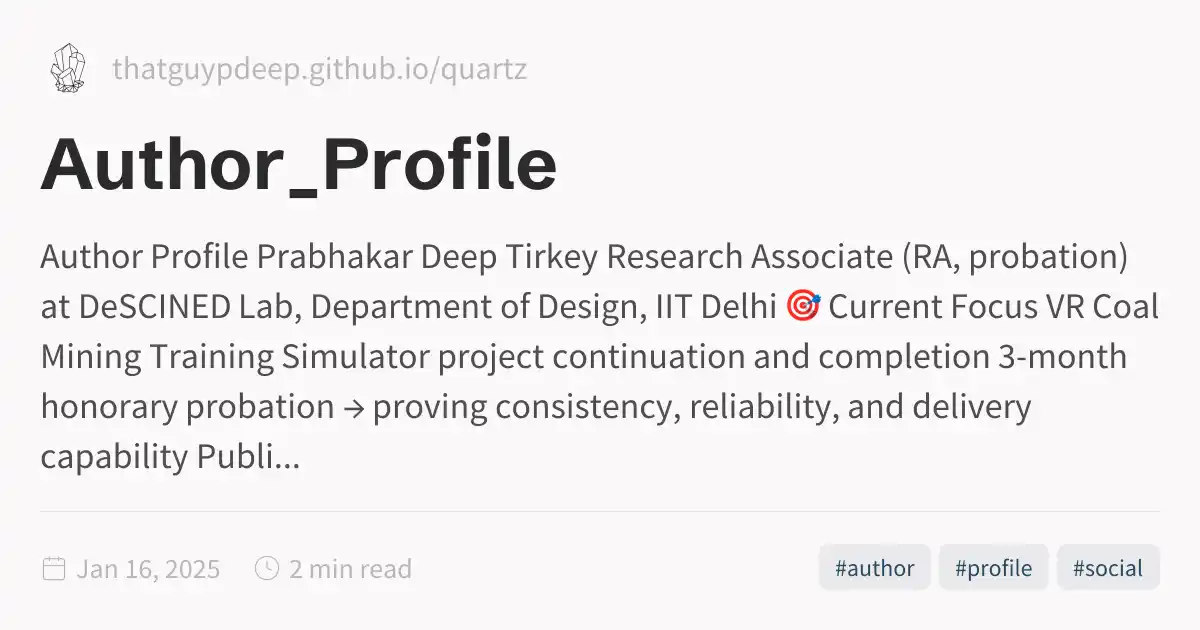 thatguypdeep.github.io/quartz
Author_Profile
Author Profile Prabhakar Deep Tirkey Research Associate (RA, probation)
at DeSCINED Lab, Department of Design, IIT Delhi 🎯 Current Focus VR Coal
Mining Training Simulator project continuation and completion 3-month
honorary probation → proving consistency, reliability, and delivery
capability Publi...
Jan 16, 2025 2 min read #author #profile #social